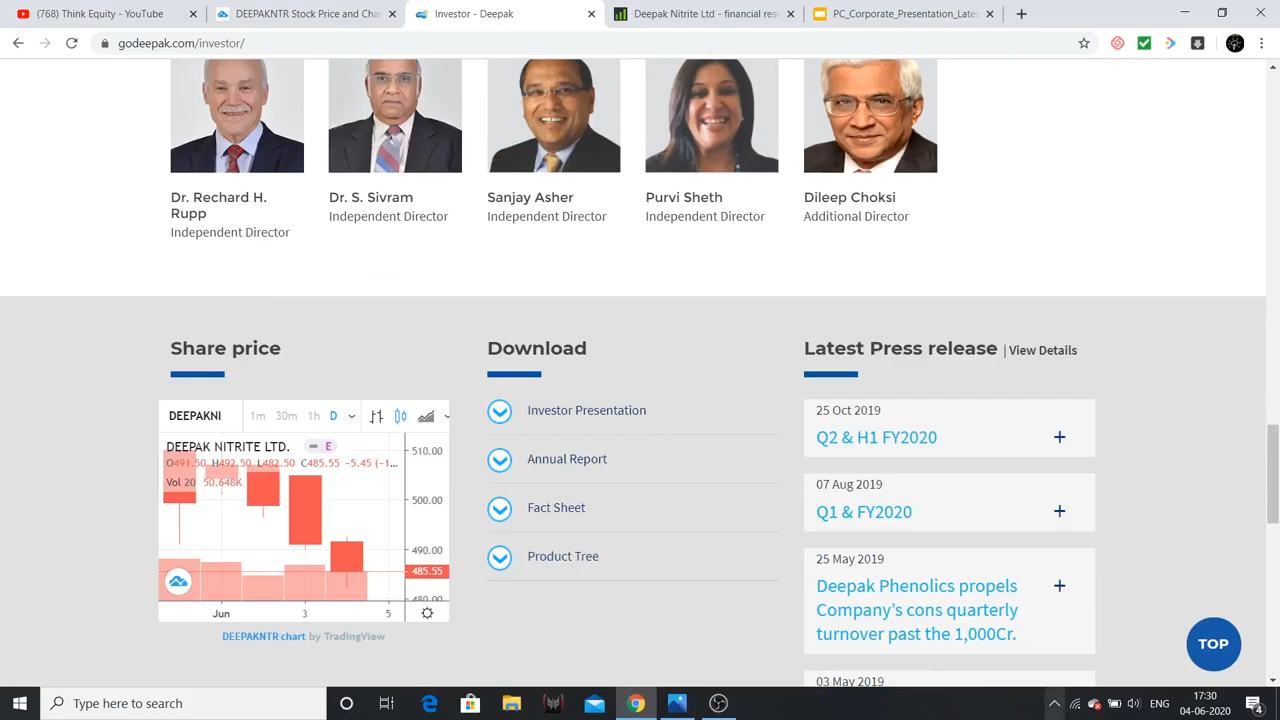 (768) Think Equity - YouTube
DEEPAKNTR Stock Price and Cha
Investor - Deepak
Deepak Nitrite Ltd - financial res
PC_Corporate_Presentation_Lates
godeepak.com/investor/
Dr. Rechard H.
Rupp
Independent Director
Dr. S. Sivram
Independent Director
Sanjay Asher
Independent Director
Purvi Sheth
Independent Director
Dileep Choksi
Additional Director
Share price
DEEPAKNI 1m 30m 1h D
DEEPAK NITRITE LTD. E
O491.50 H492.50 L482.50 C485.55 −5.45 (−1...
Vol 20 50.648K
510.00
500.00
490.00
485.55
480.00
Jun 3 5
DEEPAKNTR chart by TradingView
Download
Investor Presentation
Annual Report
Fact Sheet
Product Tree
Latest Press release | View Details
25 Oct 2019
Q2 & H1 FY2020 +
07 Aug 2019
Q1 & FY2020 +
25 May 2019
Deepak Phenolics propels +
Company's cons quarterly
turnover past the 1,000Cr.
03 May 2019
TOP
Type here to search
ENG
17:30
04-06-2020
4